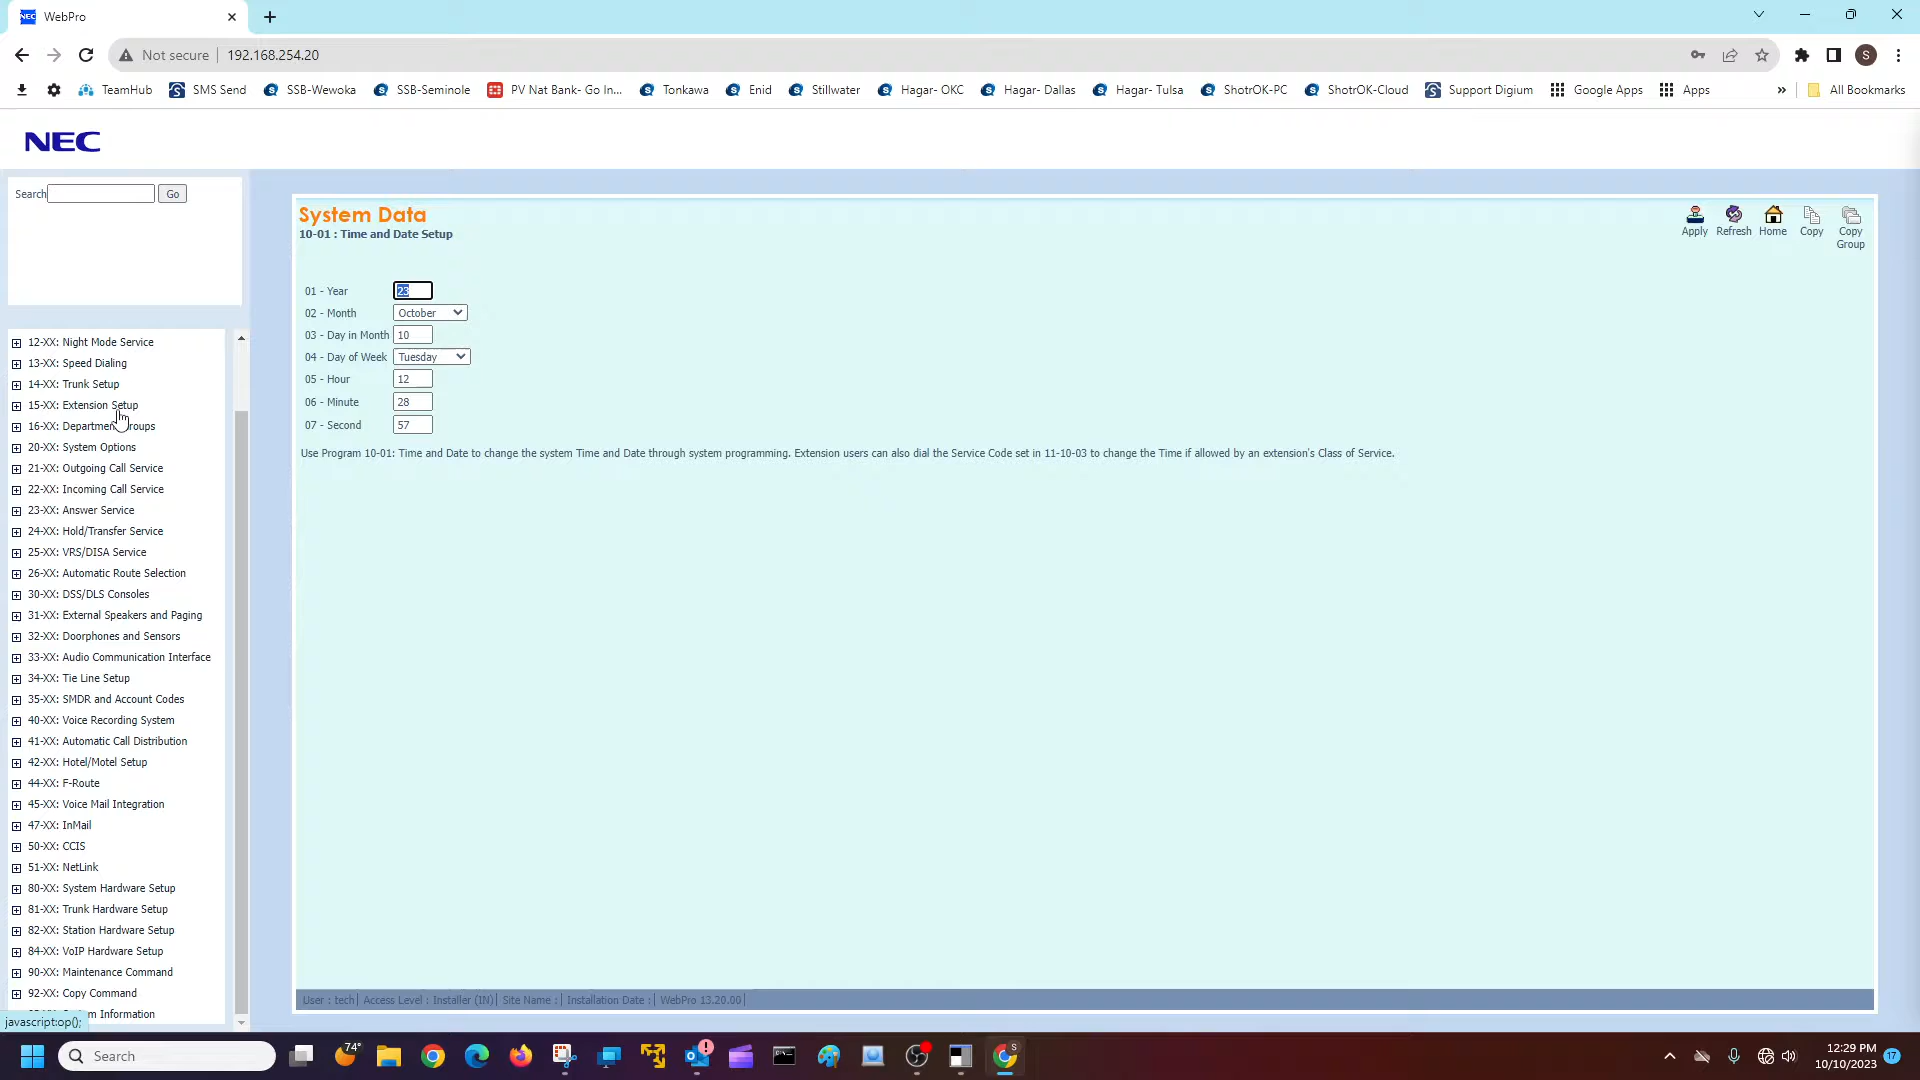 NEC WebPro
Not secure 192.168.254.20
S
TeamHub SMS Send SSB-Wewoka SSB-Seminole PV Nat Bank- Go In... Tonkawa Enid Stillwater Hagar- OKC Hagar- Dallas Hagar- Tulsa ShotrOK-PC ShotrOK-Cloud Support Digium Google Apps Apps » All Bookmarks
NEC
Search Go
System Data
10-01 : Time and Date Setup
Apply Refresh Home Copy Copy Group
01 - Year 23
02 - Month October
03 - Day in Month 10
04 - Day of Week Tuesday
05 - Hour 12
06 - Minute 28
07 - Second 57
Use Program 10-01: Time and Date to change the system Time and Date through system programming. Extension users can also dial the Service Code set in 11-10-03 to change the Time if allowed by an extension's Class of Service.
12-XX: Night Mode Service
13-XX: Speed Dialing
14-XX: Trunk Setup
15-XX: Extension Setup
16-XX: Department Groups
20-XX: System Options
21-XX: Outgoing Call Service
22-XX: Incoming Call Service
23-XX: Answer Service
24-XX: Hold/Transfer Service
25-XX: VRS/DISA Service
26-XX: Automatic Route Selection
30-XX: DSS/DLS Consoles
31-XX: External Speakers and Paging
32-XX: Doorphones and Sensors
33-XX: Audio Communication Interface
34-XX: Tie Line Setup
35-XX: SMDR and Account Codes
40-XX: Voice Recording System
41-XX: Automatic Call Distribution
42-XX: Hotel/Motel Setup
44-XX: F-Route
45-XX: Voice Mail Integration
47-XX: InMail
50-XX: CCIS
51-XX: NetLink
80-XX: System Hardware Setup
81-XX: Trunk Hardware Setup
82-XX: Station Hardware Setup
84-XX: VoIP Hardware Setup
90-XX: Maintenance Command
92-XX: Copy Command
Information
javascript:op();
User : tech| Access Level : Installer (IN)| Site Name : | Installation Date : | WebPro 13.20.00|
Search
74°
12:29 PM
10/10/2023
17